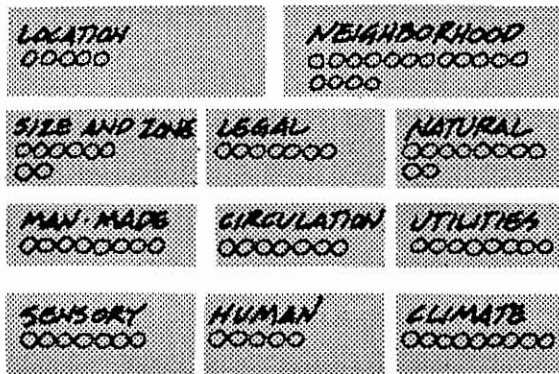 LOCATION
NEIGHBORHOOD
SIZE AND ZONE
LEGAL
NATURAL
MAN-MADE
CIRCULATION
UTILITIES
SENSORY
HUMAN
CLIMATE